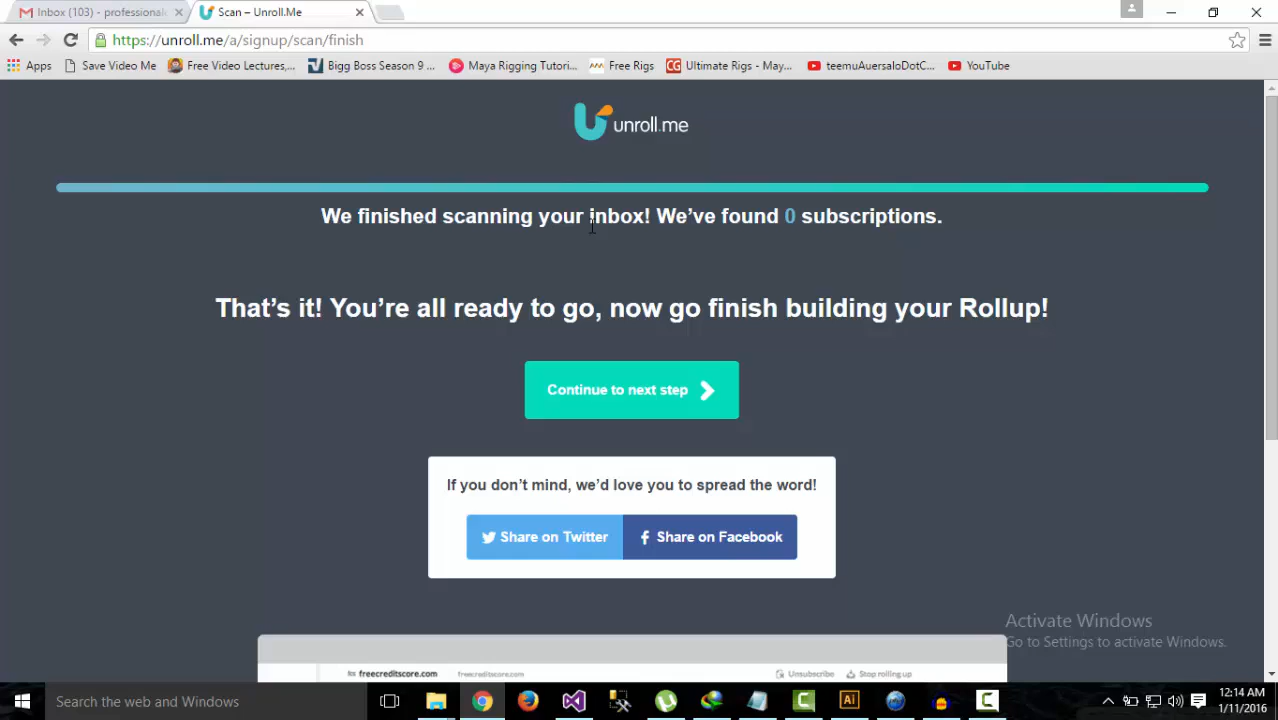 Inbox (103) - professional
Scan – Unroll.Me
https://unroll.me/a/signup/scan/finish
Apps
Save Video Me
Free Video Lectures,...
Bigg Boss Season 9 ...
Maya Rigging Tutori...
Free Rigs
Ultimate Rigs - May...
teemuAuersaloDotC...
YouTube
unroll.me
We finished scanning your inbox! We've found 0 subscriptions.
That's it! You're all ready to go, now go finish building your Rollup!
Continue to next step
If you don't mind, we'd love you to spread the word!
Share on Twitter
Share on Facebook
Activate Windows
Go to Settings to activate Windows.
freecreditscore.com
freecreditscore.com
Unsubscribe
Stop rolling up
Search the web and Windows
12:14 AM
1/11/2016